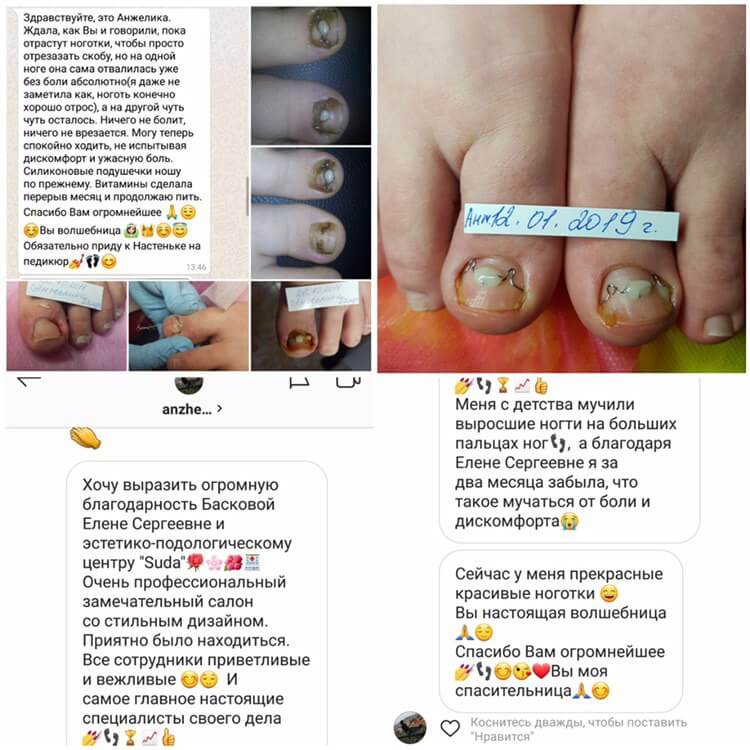 Здравствуйте, это Анжелика.
Ждала, как Вы и говорили, пока
отрастут ноготки, чтобы просто
отрезазать скобу, но на одной
ноге она сама отвалилась уже
без боли абсолютно(я даже не
заметила как, ноготь конечно
хорошо отрос), а на другой чуть
чуть осталось. Ничего не болит,
ничего не врезается. Могу теперь
спокойно ходить, не испытывая
дискомфорт и ужасную боль.
Силиконовые подушечки ношу
по прежнему. Витамины сделала
перерыв месяц и продолжаю пить.
Спасибо Вам огромнейшее 🙏😌
😊Вы волшебница 👸👑😊😇
Обязательно приду к Настеньке на
педикюр💅👣😊
13:46
12.01.2019 г.
anzhe... >
Хочу выразить огромную
благодарность Басковой
Елене Сергеевне и
эстетико-подологическому
центру "Suda"🌹🌸🌺🏥
Очень профессиональный
замечательный салон
со стильным дизайном.
Приятно было находиться.
Все сотрудники приветливые
и вежливые 😊😌 И
самое главное настоящие
специалисты своего дела
💅👣🏆📈👍
💅👣🏆📈👍
Меня с детства мучили
выросшие ногти на больших
пальцах ног👣, а благодаря
Елене Сергеевне я за
два месяца забыла, что
такое мучаться от боли и
дискомфорта😭
Сейчас у меня прекрасные
красивые ноготки 😄
Вы настоящая волшебница
🙏😌
Спасибо Вам огромнейшее
💅👣😊😘❤️Вы моя
спасительница🙏😊
Коснитесь дважды, чтобы поставить
"Нравится"